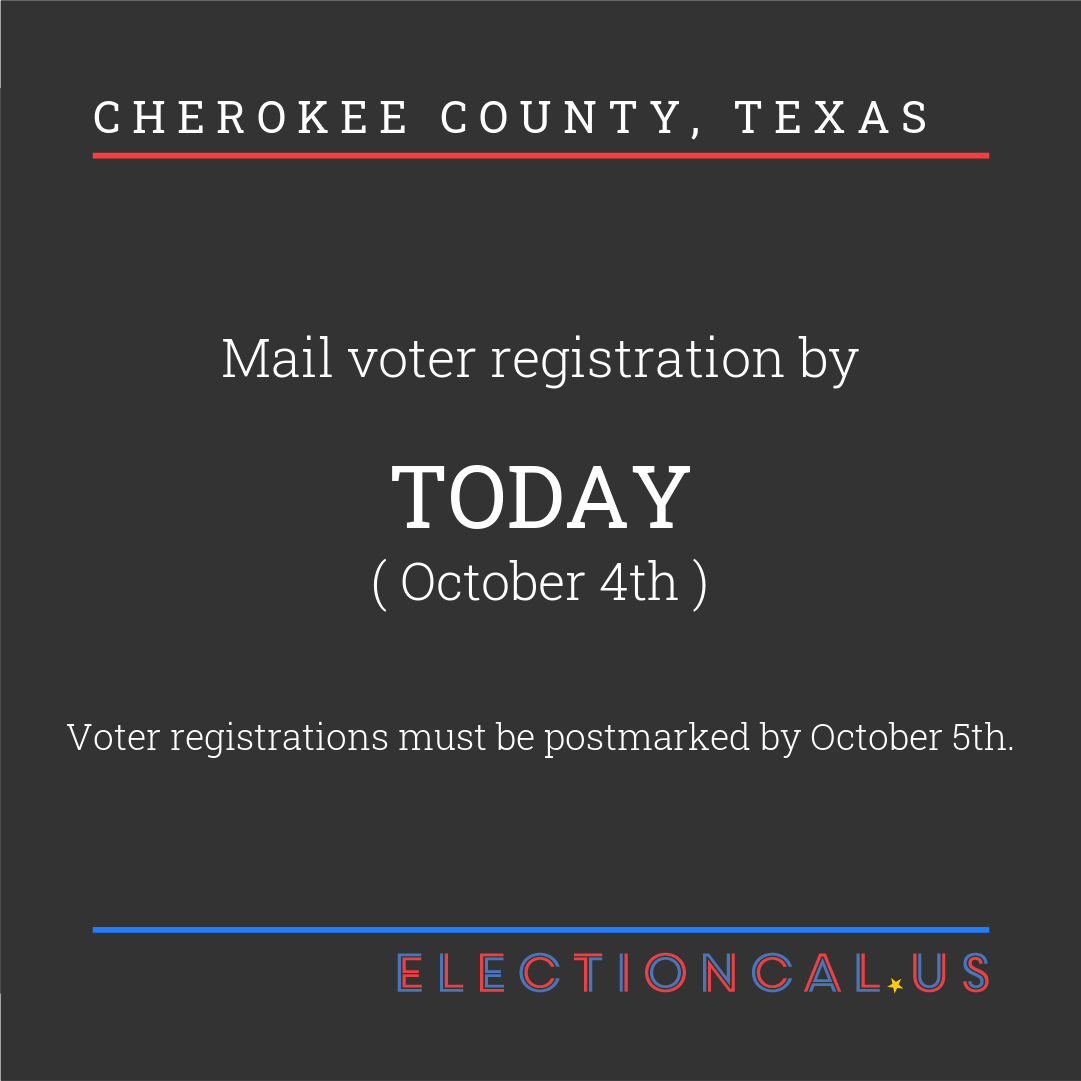 CHEROKEE COUNTY, TEXAS
Mail voter registration by
TODAY
( October 4th )
Voter registrations must be postmarked by October 5th.
ELECTIONCAL.US